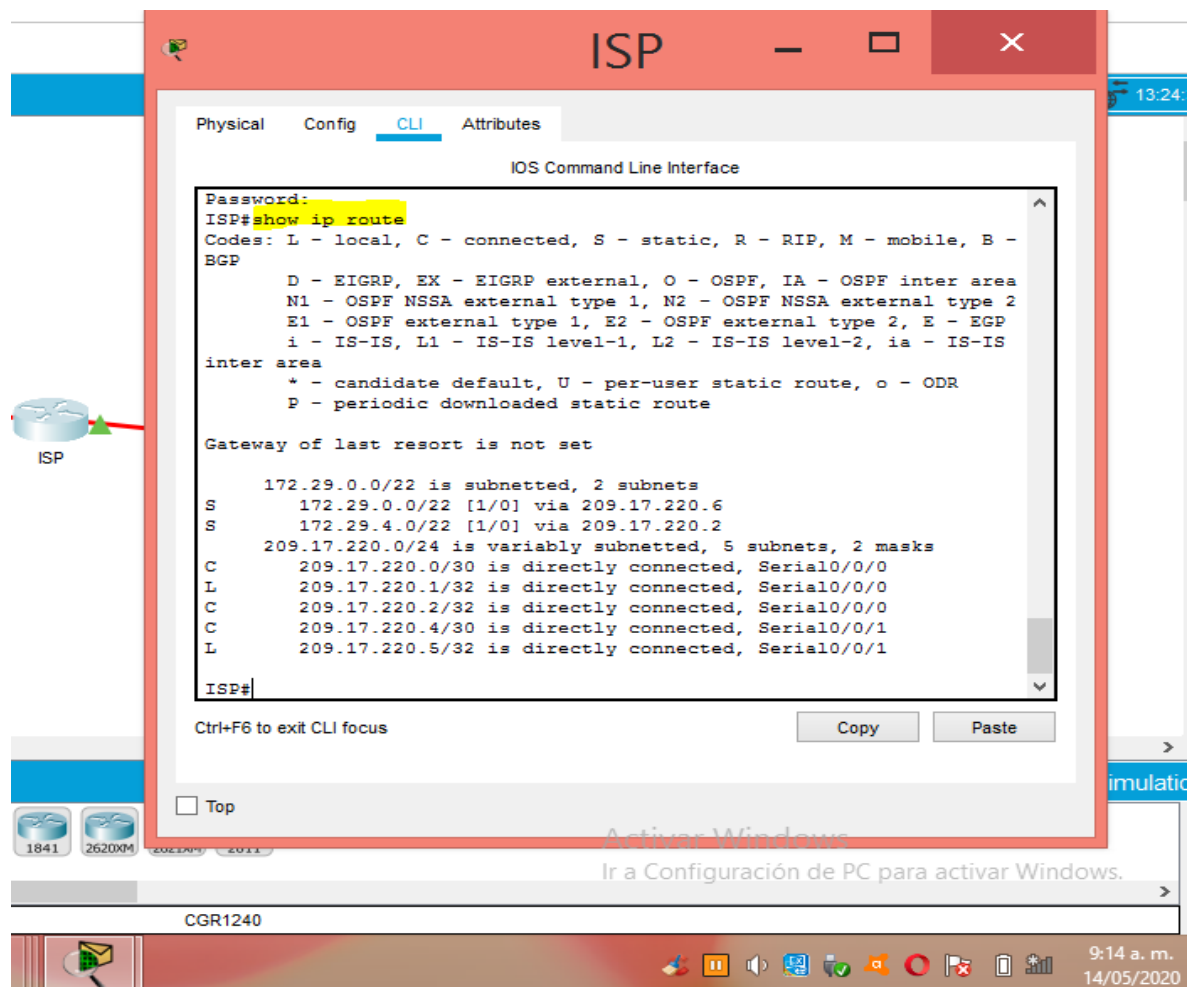 ISP
13:24:
Physical Config CLI Attributes
IOS Command Line Interface
Password:
ISP#show ip route
Codes: L - local, C - connected, S - static, R - RIP, M - mobile, B -
BGP
D - EIGRP, EX - EIGRP external, O - OSPF, IA - OSPF inter area
N1 - OSPF NSSA external type 1, N2 - OSPF NSSA external type 2
E1 - OSPF external type 1, E2 - OSPF external type 2, E - EGP
i - IS-IS, L1 - IS-IS level-1, L2 - IS-IS level-2, ia - IS-IS
inter area
* - candidate default, U - per-user static route, o - ODR
P - periodic downloaded static route
Gateway of last resort is not set
172.29.0.0/22 is subnetted, 2 subnets
S 172.29.0.0/22 [1/0] via 209.17.220.6
S 172.29.4.0/22 [1/0] via 209.17.220.2
209.17.220.0/24 is variably subnetted, 5 subnets, 2 masks
C 209.17.220.0/30 is directly connected, Serial0/0/0
L 209.17.220.1/32 is directly connected, Serial0/0/0
C 209.17.220.2/32 is directly connected, Serial0/0/0
C 209.17.220.4/30 is directly connected, Serial0/0/1
L 209.17.220.5/32 is directly connected, Serial0/0/1
ISP#
ISP
Ctrl+F6 to exit CLI focus
Copy Paste
Top
imulatio
1841 2620XM
Activar Windows
Ir a Configuración de PC para activar Windows.
CGR1240
9:14 a. m.
14/05/2020